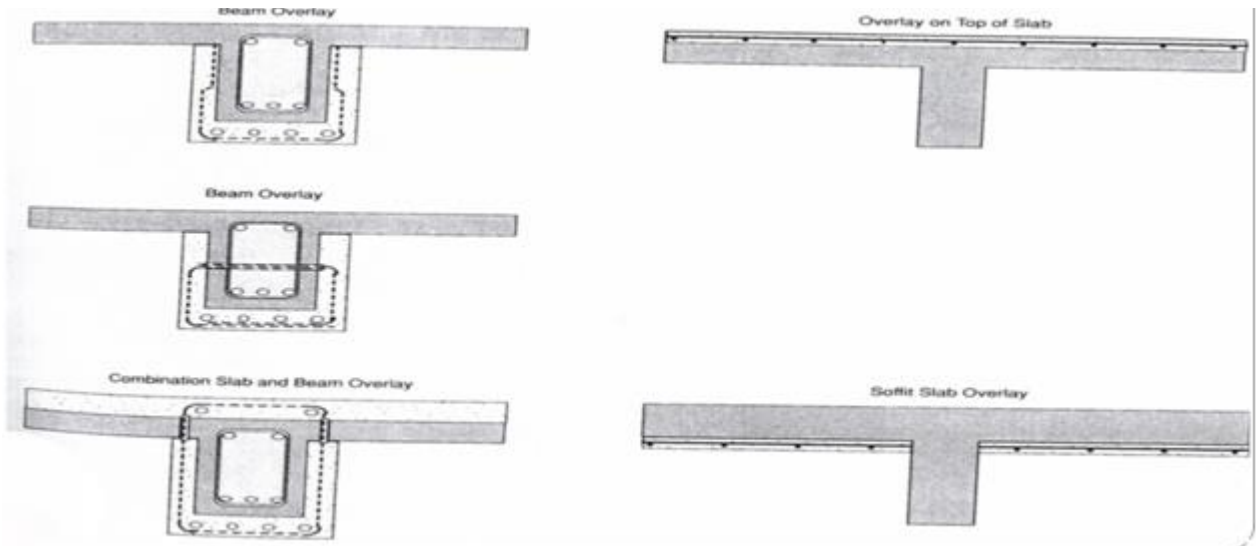 Beam Overlay
Overlay on Top of Slab
Beam Overlay
Combination Slab and Beam Overlay
Soffit Slab Overlay